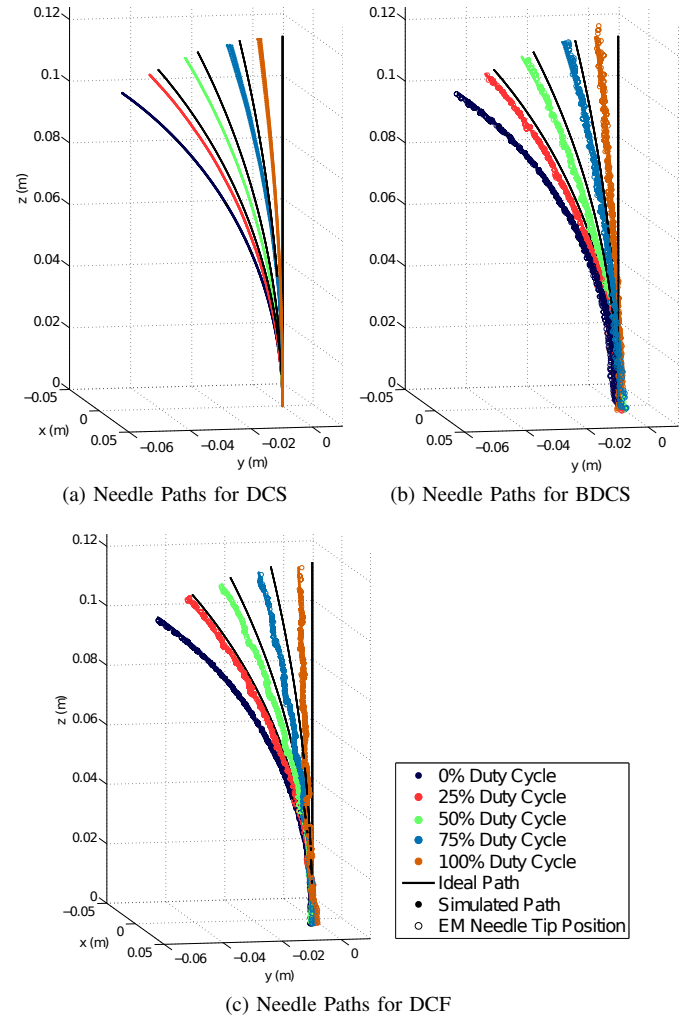 0.12
0.1
0.08
0.06
0.04
0.02
0
z (m)
−0.05
0
0.05
x (m)
−0.06
−0.04
−0.02
0
y (m)
(a) Needle Paths for DCS
0.12
0.1
0.08
0.06
0.04
0.02
0
z (m)
−0.05
0
0.05
x (m)
−0.06
−0.04
−0.02
0
y (m)
(b) Needle Paths for BDCS
0.12
0.1
0.08
0.06
0.04
0.02
0
z (m)
−0.05
0
0.05
x (m)
−0.06
−0.04
−0.02
0
y (m)
0% Duty Cycle
25% Duty Cycle
50% Duty Cycle
75% Duty Cycle
100% Duty Cycle
Ideal Path
Simulated Path
EM Needle Tip Position
(c) Needle Paths for DCF